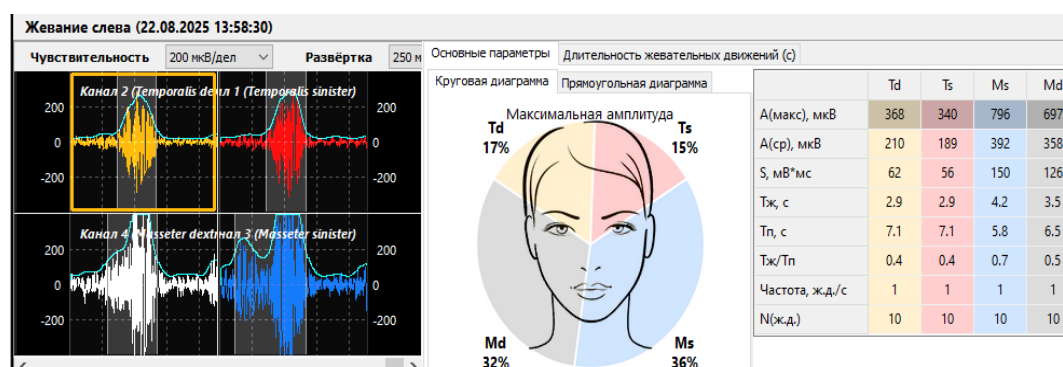 Жевание слева (22.08.2025 13:58:30)
Чувствительность 200 мкВ/дел Развёртка 250 м
Основные параметры Длительность жевательных движений (с)
Круговая диаграмма Прямоугольная диаграмма
Канал 2 (Temporalis de нал 1 (Temporalis sinister)
200 200
0 0
-200 -200
Канал 4 (Masseter dext нал 3 (Masseter sinister)
200 200
0 0
-200 -200
Максимальная амплитуда
Td Ts
17% 15%
Md Ms
32% 36%
Td Ts Ms Md
A(макс), мкВ 368 340 796 697
A(ср), мкВ 210 189 392 358
S, мВ*мс 62 56 150 126
Тж, с 2.9 2.9 4.2 3.5
Тп, с 7.1 7.1 5.8 6.5
Тж/Тп 0.4 0.4 0.7 0.5
Частота, ж.д./с 1 1 1 1
N(ж.д.) 10 10 10 10